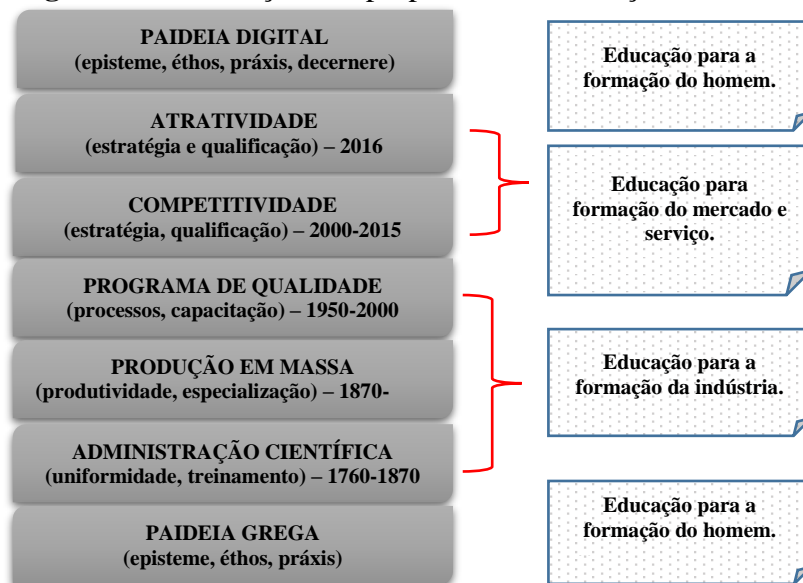 PAIDEIA DIGITAL
(episteme, éthos, práxis, decernere)
ATRATIVIDADE
(estratégia e qualificação) – 2016
COMPETITIVIDADE
(estratégia, qualificação) – 2000-2015
PROGRAMA DE QUALIDADE
(processos, capacitação) – 1950-2000
PRODUÇÃO EM MASSA
(produtividade, especialização) – 1870-
ADMINISTRAÇÃO CIENTÍFICA
(uniformidade, treinamento) – 1760-1870
PAIDEIA GREGA
(episteme, éthos, práxis)
Educação para a
formação do homem.
Educação para
formação do mercado e
serviço.
Educação para a
formação da indústria.
Educação para a
formação do homem.